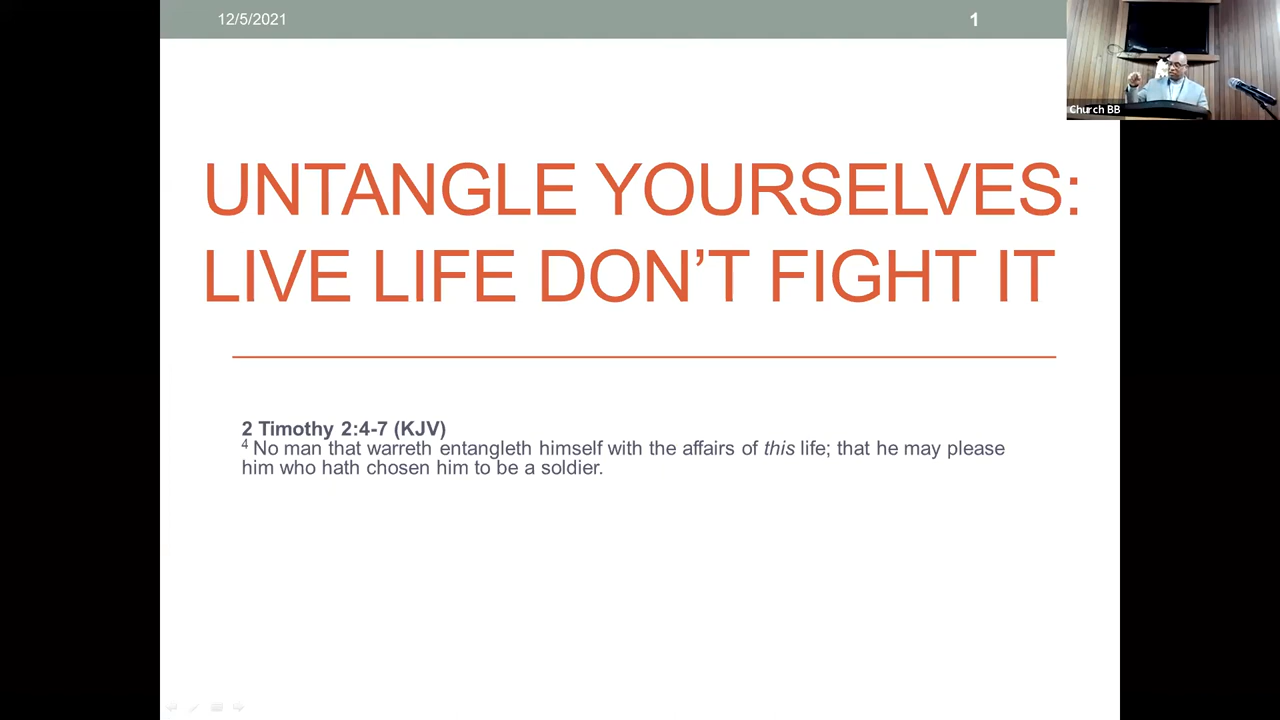 12/5/2021
1
Church BB
UNTANGLE YOURSELVES:
LIVE LIFE DON’T FIGHT IT
2 Timothy 2:4-7 (KJV)
4 No man that warreth entangleth himself with the affairs of this life; that he may please
him who hath chosen him to be a soldier.